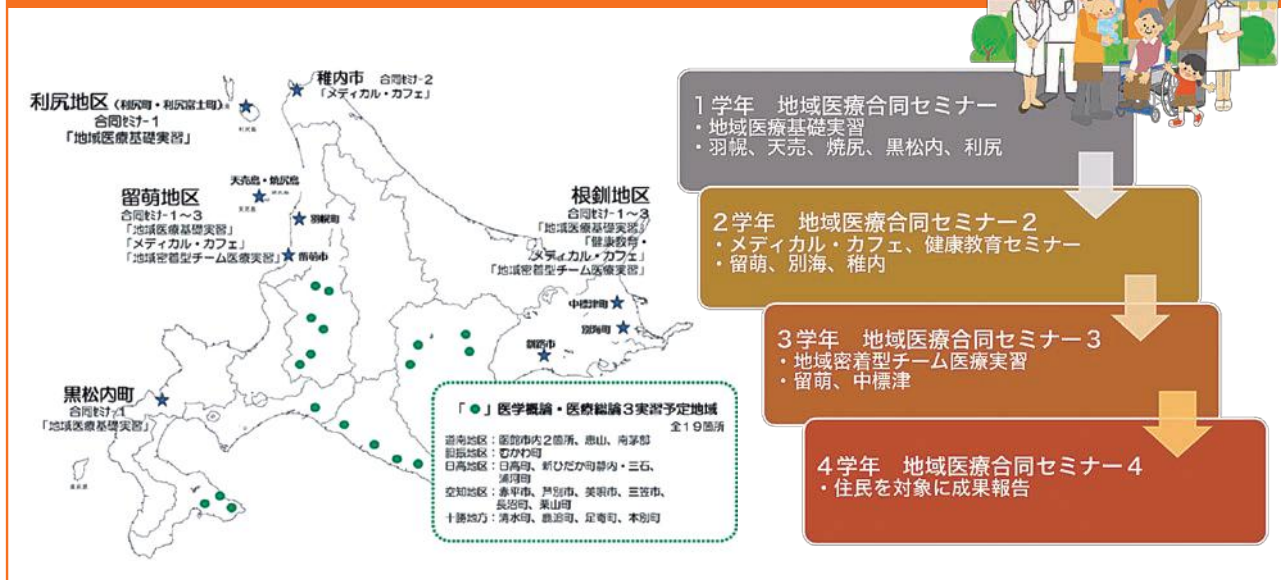 稚内市 合同ｾﾐﾅ-2
「メディカル・カフェ」
利尻地区（利尻町・利尻富士町）
合同ｾﾐﾅ-1
「地域医療基礎実習」
天売島・焼尻島
留萌地区
合同ｾﾐﾅ-1～3
「地域医療基礎実習」
「メディカル・カフェ」
「地域密着型チーム医療実習」
羽幌町
留萌市
根釧地区
合同ｾﾐﾅ-1～3
「地域医療基礎実習」
「健康教育・
メディカル・カフェ」
「地域密着型チーム医療実習」
中標津町
別海町
釧路市
黒松内町
合同ｾﾐﾅ-1
「地域医療基礎実習」
「●」医学概論・医療総論3実習予定地域
全19箇所
道南地区：函館市内2箇所、恵山、南茅部
胆振地区：むかわ町
日高地区：日高町、新ひだか町静内・三石、
浦河町
空知地区：赤平市、芦別市、美唄市、三笠市、
長沼町、栗山町
十勝地方：清水町、鹿追町、足寄町、本別町
1学年 地域医療合同セミナー
・地域医療基礎実習
・羽幌、天売、焼尻、黒松内、利尻
2学年 地域医療合同セミナー2
・メディカル・カフェ、健康教育セミナー
・留萌、別海、稚内
3学年 地域医療合同セミナー3
・地域密着型チーム医療実習
・留萌、中標津
4学年 地域医療合同セミナー4
・住民を対象に成果報告